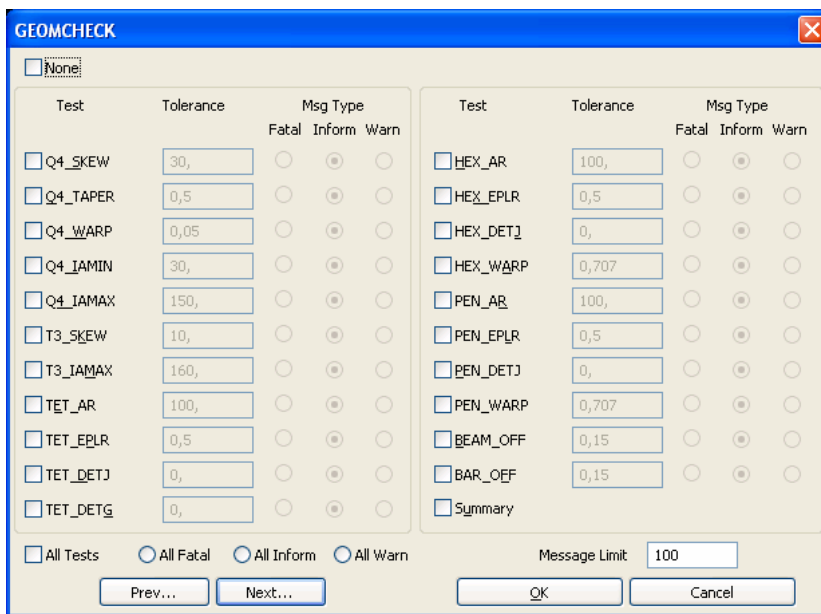 GEOMCHECK
None
Test Tolerance Msg Type
Fatal Inform Warn
Q4_SKEW 30,
Q4_TAPER 0,5
Q4_WARP 0,05
Q4_IAMIN 30,
Q4_IAMAX 150,
T3_SKEW 10,
T3_IAMAX 160,
TET_AR 100,
TET_EPLR 0,5
TET_DETJ 0,
TET_DETG 0,
Test Tolerance Msg Type
Fatal Inform Warn
HEX_AR 100,
HEX_EPLR 0,5
HEX_DETJ 0,
HEX_WARP 0,707
PEN_AR 100,
PEN_EPLR 0,5
PEN_DETJ 0,
PEN_WARP 0,707
BEAM_OFF 0,15
BAR_OFF 0,15
Summary
All Tests All Fatal All Inform All Warn Message Limit 100
Prev... Next... OK Cancel